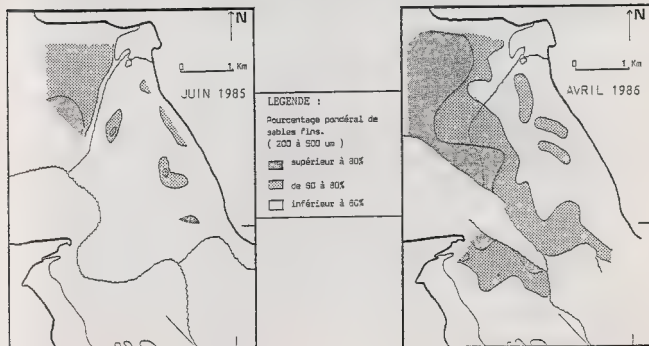 N
0 1 Km
JUIN 1985
LEGENDE :
Pourcentage pondéral de
sables fins.
( 200 à 500 um )
supérieur à 80%
de 60 à 80%
inférieur à 60%
N
0 1 Km
AVRIL 1986